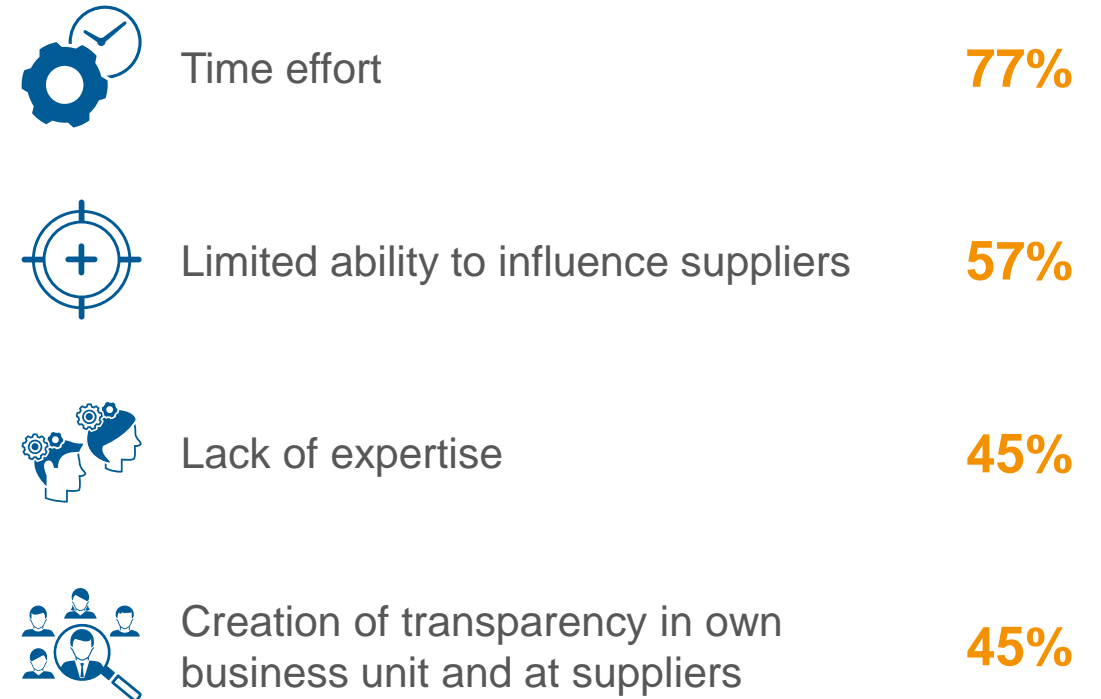 Time effort 77%
Limited ability to influence suppliers 57%
Lack of expertise 45%
Creation of transparency in own
business unit and at suppliers 45%